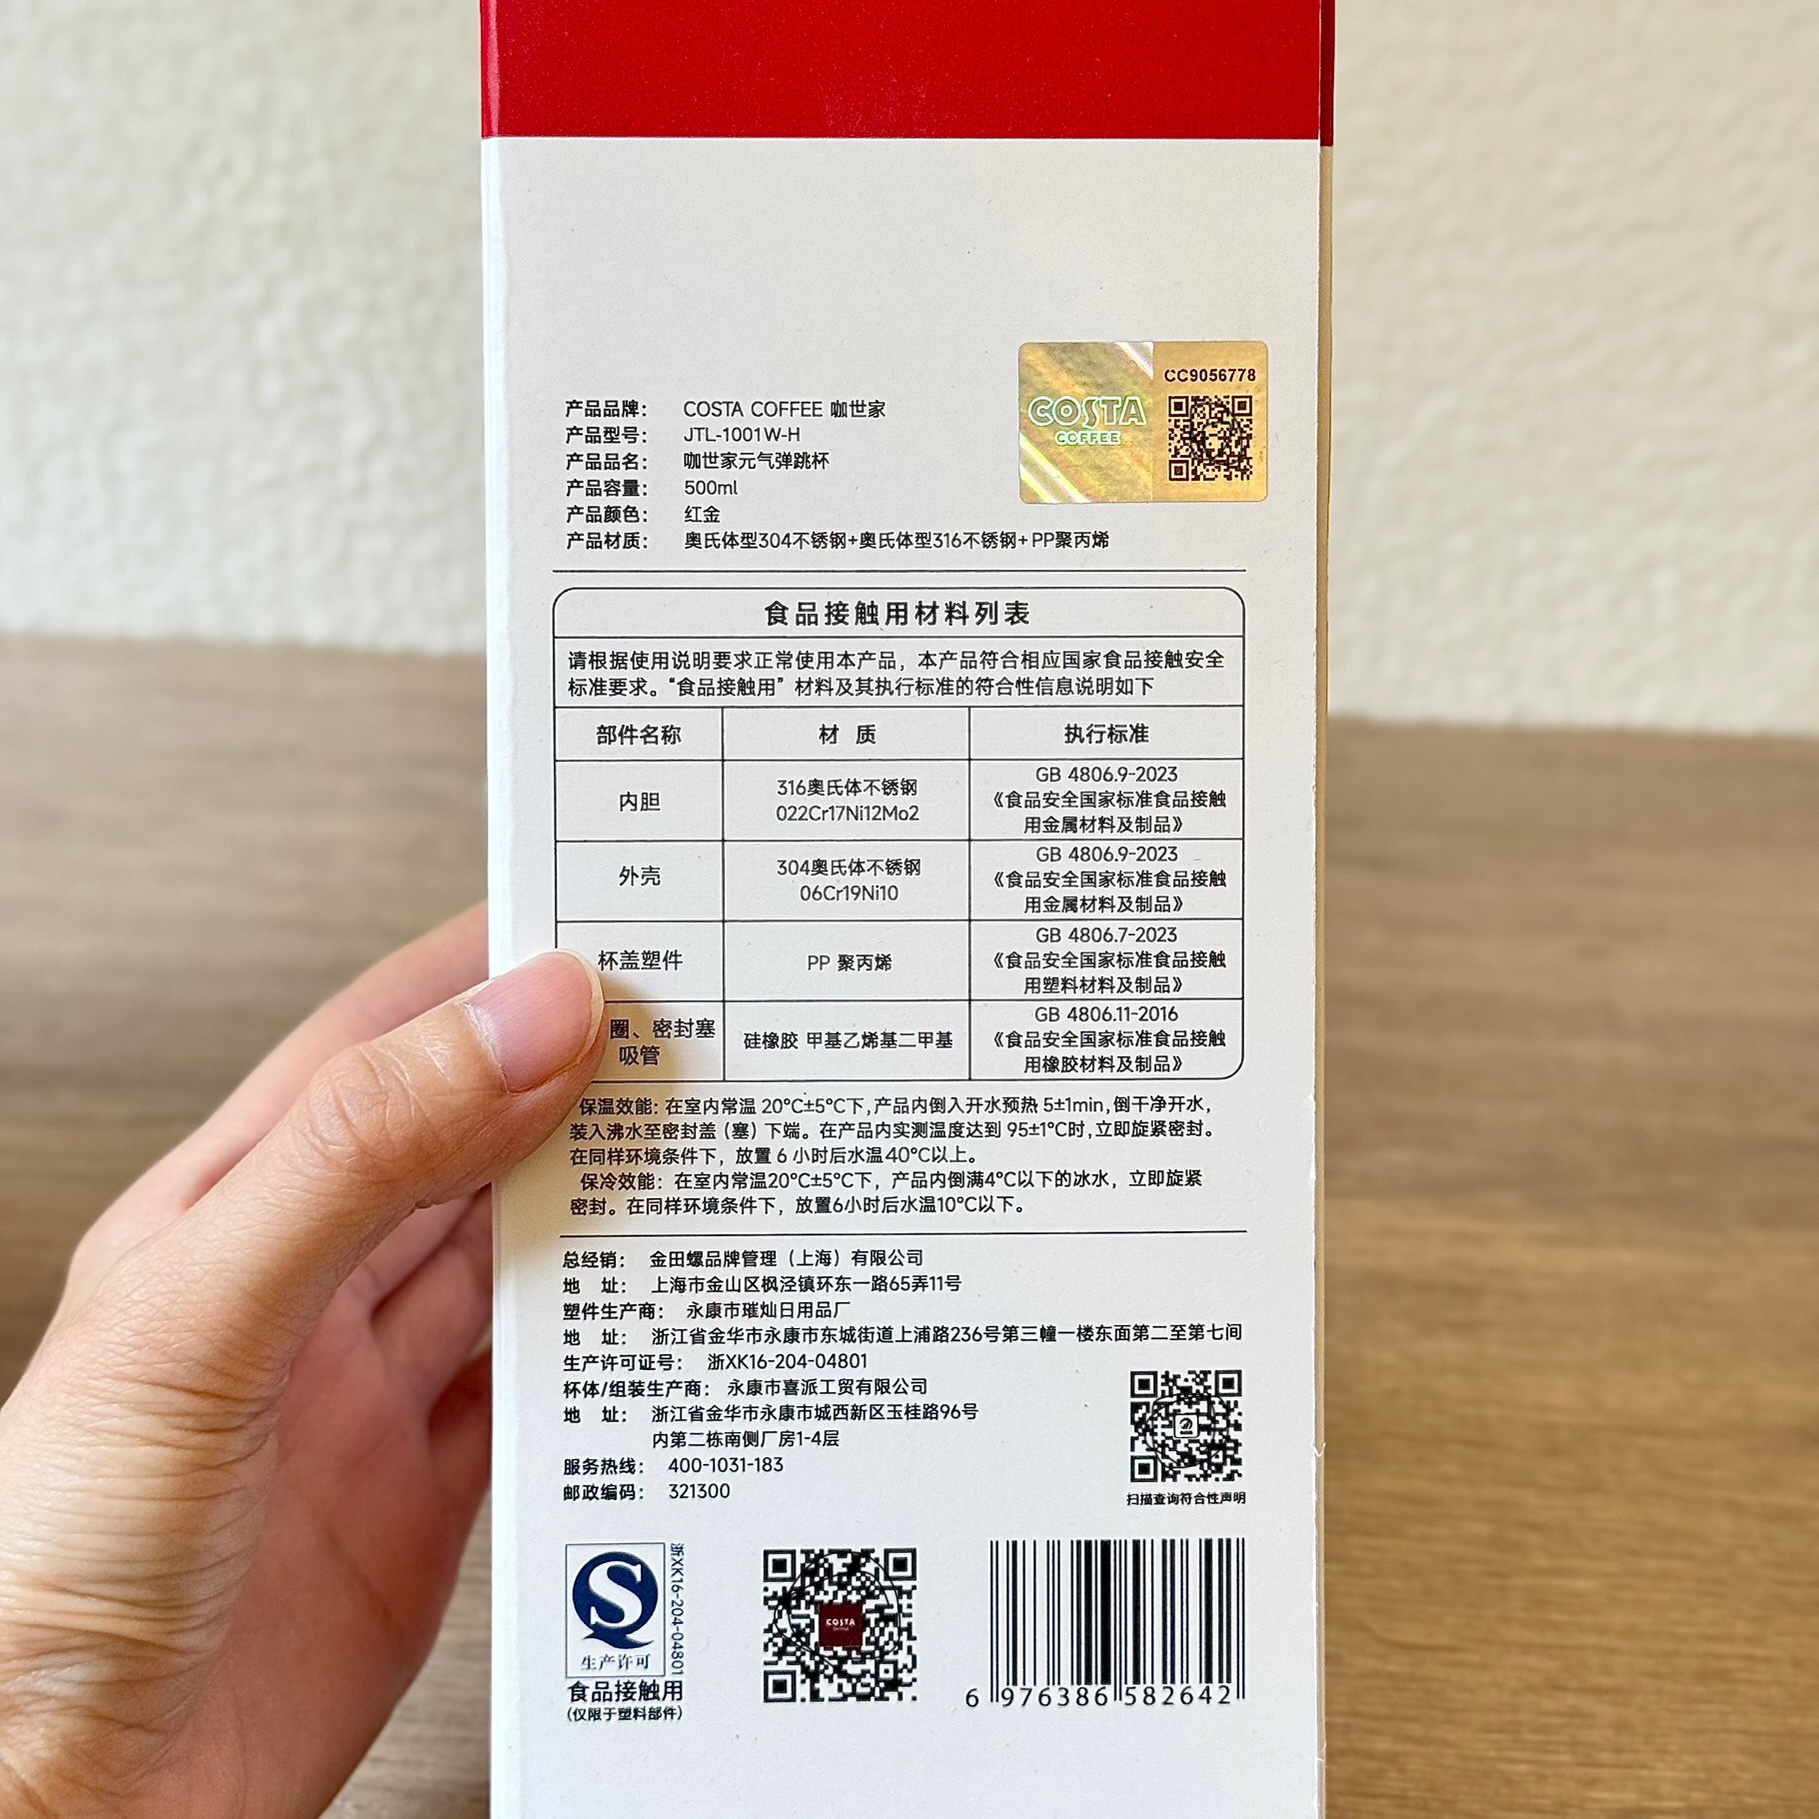 CC9056778
COSTA
COFFEE
产品品牌： COSTA COFFEE 咖世家
产品型号： JTL-1001W-H
产品品名： 咖世家元气弹跳杯
产品容量： 500ml
产品颜色： 红金
产品材质： 奥氏体型304不锈钢+奥氏体型316不锈钢+PP聚丙烯
食品接触用材料列表
请根据使用说明要求正常使用本产品，本产品符合相应国家食品接触安全
标准要求。“食品接触用”材料及其执行标准的符合性信息说明如下
部件名称 材 质 执行标准
内胆
316奥氏体不锈钢
022Cr17Ni12Mo2
GB 4806.9-2023
《食品安全国家标准食品接触
用金属材料及制品》
外壳
304奥氏体不锈钢
06Cr19Ni10
GB 4806.9-2023
《食品安全国家标准食品接触
用金属材料及制品》
杯盖塑件
PP 聚丙烯
GB 4806.7-2023
《食品安全国家标准食品接触
用塑料材料及制品》
圈、密封塞
吸管
硅橡胶 甲基乙烯基二甲基
GB 4806.11-2016
《食品安全国家标准食品接触
用橡胶材料及制品》
保温效能：在室内常温 20°C±5°C下,产品内倒入开水预热 5±1min,倒干净开水，
装入沸水至密封盖（塞）下端。在产品内实测温度达到 95±1°C时,立即旋紧密封。
在同样环境条件下，放置 6 小时后水温40°C以上。
保冷效能：在室内常温20°C±5°C下，产品内倒满4°C以下的冰水，立即旋紧
密封。在同样环境条件下，放置6小时后水温10°C以下。
总经销： 金田螺品牌管理（上海）有限公司
地 址： 上海市金山区枫泾镇环东一路65弄11号
塑件生产商： 永康市璀灿日用品厂
地 址： 浙江省金华市永康市东城街道上浦路236号第三幢一楼东面第二至第七间
生产许可证号： 浙XK16-204-04801
杯体/组装生产商： 永康市喜派工贸有限公司
地 址： 浙江省金华市永康市城西新区玉桂路96号
内第二栋南侧厂房1-4层
服务热线： 400-1031-183
邮政编码： 321300
扫描查询符合性声明
浙XK16-204-04801
生产许可
食品接触用
（仅限于塑料部件）
COSTA
6 976386 582642